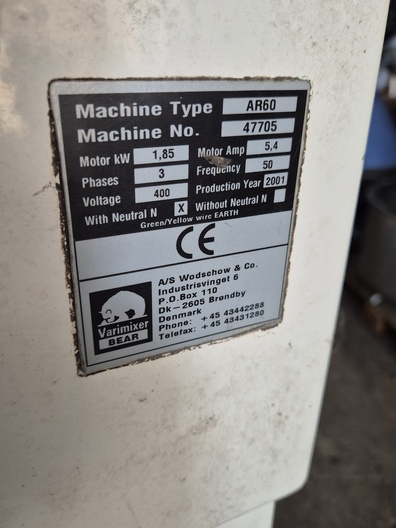 Machine Type AR60
Machine No. 47705
Motor kW 1,85 Motor Amp 5,4
Phases 3 Frequency 50
Voltage 400 Production Year 2001
With Neutral N X Without Neutral N
Green/Yellow wire EARTH
CE
A/S Wodschow & Co.
Industrisvinget 6
P.O.Box 110
Dk-2605 Brøndby
Denmark
Phone: +45 43442288
Telefax: +45 43431280
Varimixer
BEAR